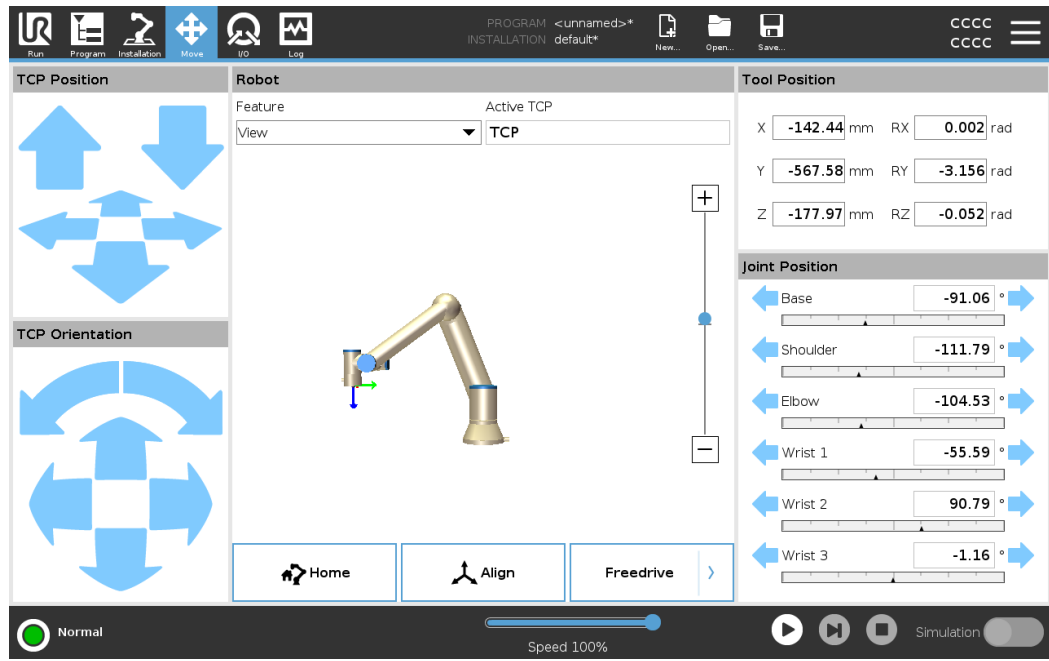 PROGRAM <unnamed>*
INSTALLATION default*
Run Program Installation Move I/O Log New... Open... Save...
CCCC
CCCC
TCP Position
Robot
Tool Position
Feature Active TCP
View TCP
X -142.44 mm RX 0.002 rad
Y -567.58 mm RY -3.156 rad
Z -177.97 mm RZ -0.052 rad
Joint Position
Base -91.06 °
TCP Orientation
Shoulder -111.79 °
Elbow -104.53 °
Wrist 1 -55.59 °
Wrist 2 90.79 °
Wrist 3 -1.16 °
Home Align Freedrive
Normal
Speed 100%
Simulation